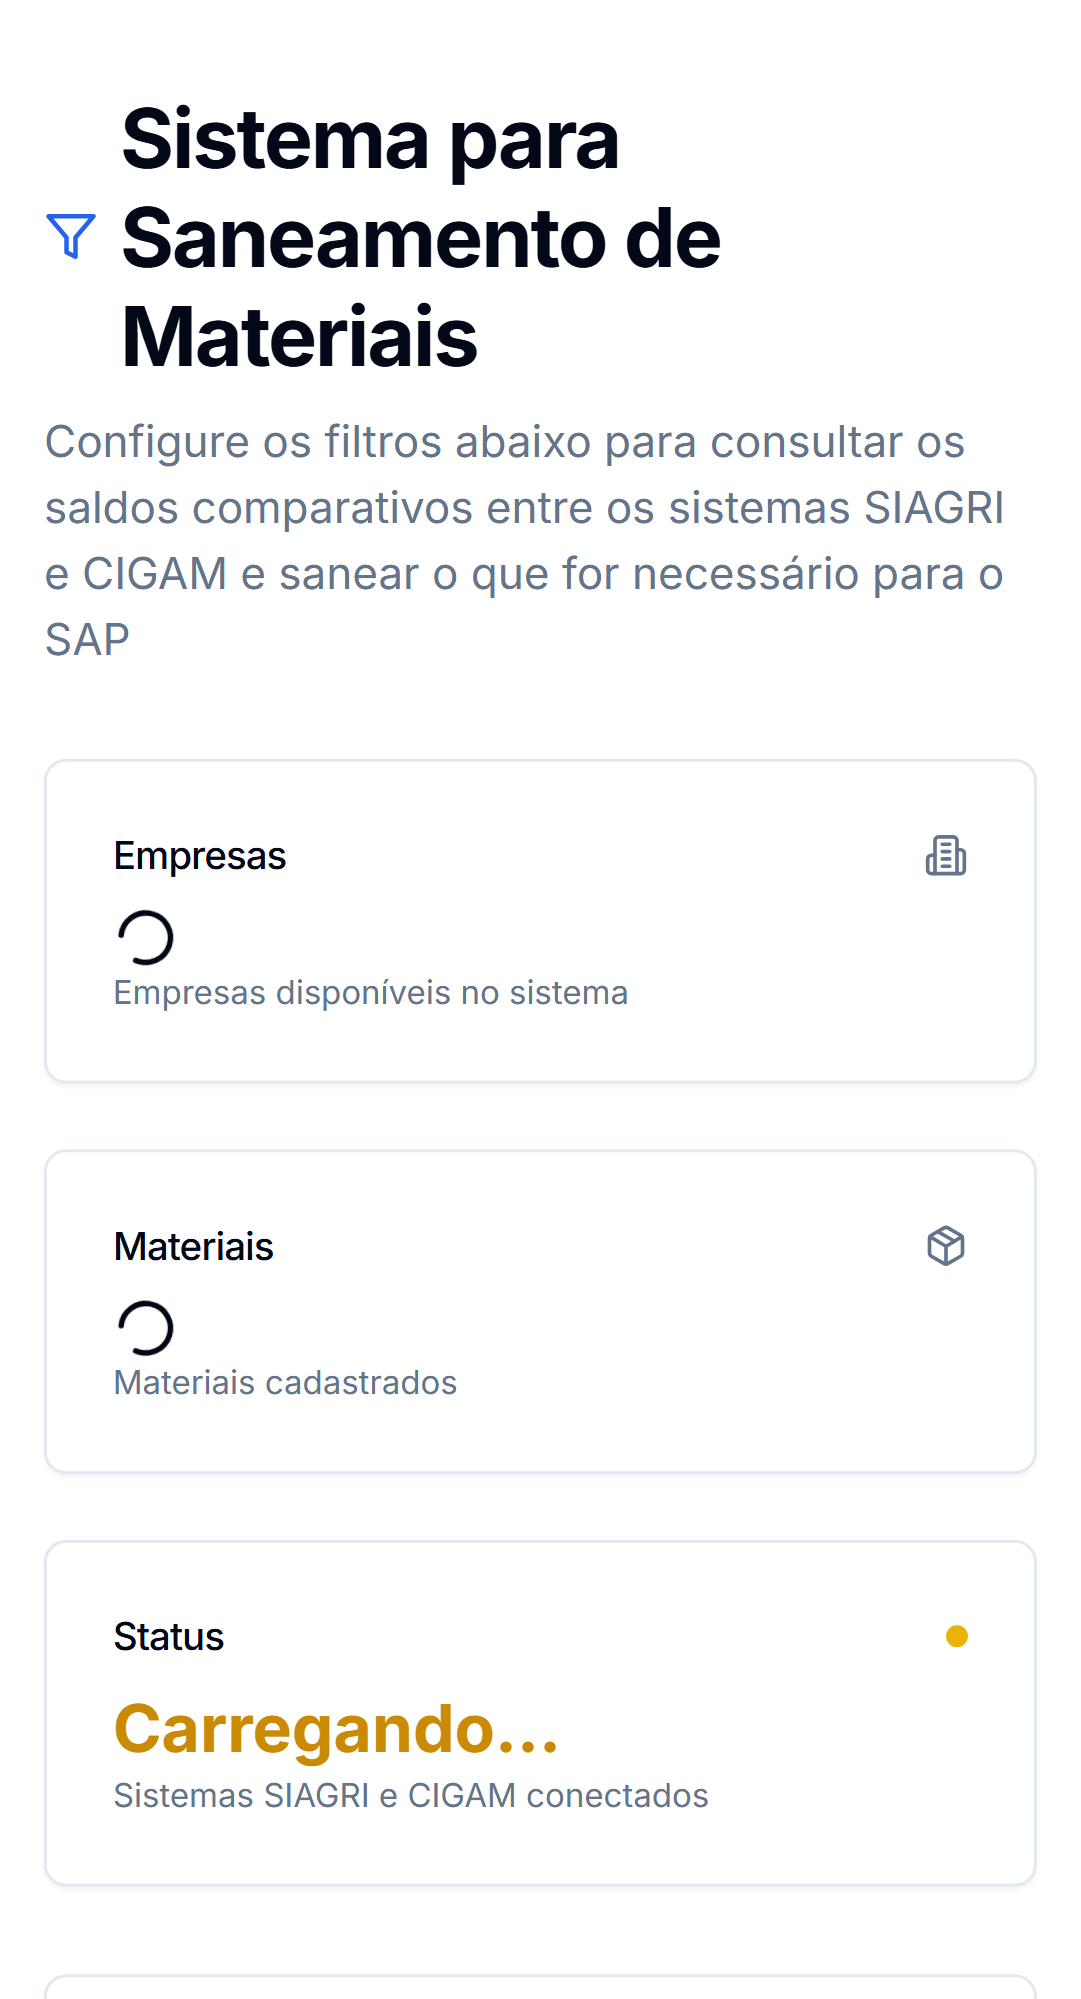 Sistema para
Saneamento de
Materiais
Configure os filtros abaixo para consultar os
saldos comparativos entre os sistemas SIAGRI
e CIGAM e sanear o que for necessário para o
SAP
Empresas
Empresas disponíveis no sistema
Materiais
Materiais cadastrados
Status
Carregando...
Sistemas SIAGRI e CIGAM conectados